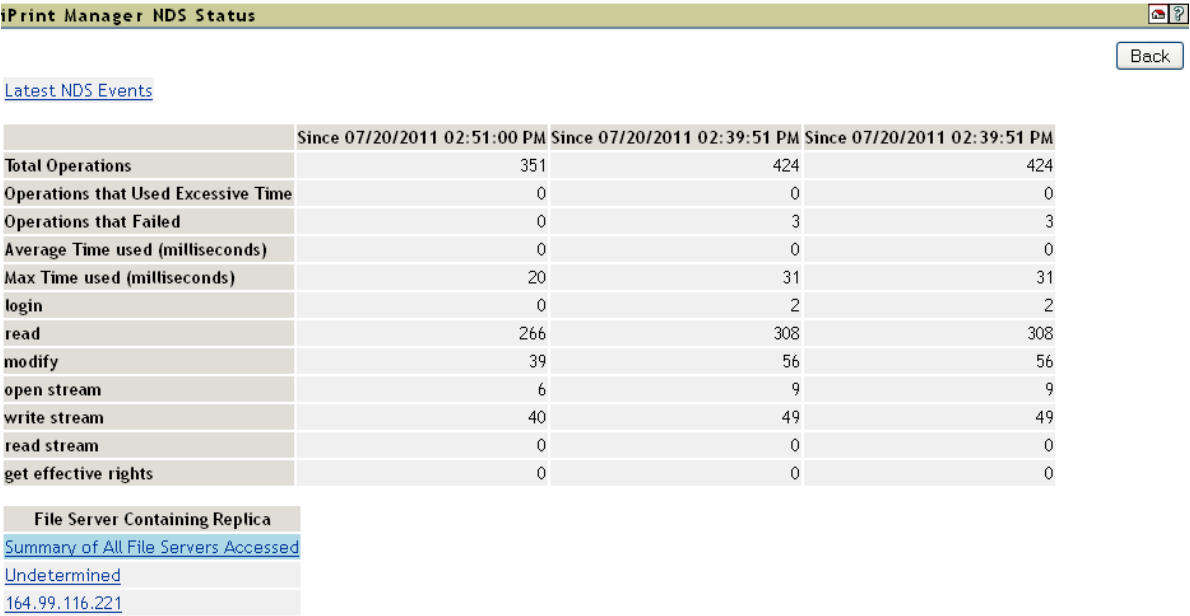 iPrint Manager NDS Status
?
Back
Latest NDS Events
Since 07/20/2011 02:51:00 PM Since 07/20/2011 02:39:51 PM Since 07/20/2011 02:39:51 PM
Total Operations 351 424 424
Operations that Used Excessive Time 0 0 0
Operations that Failed 0 3 3
Average Time used (milliseconds) 0 0 0
Max Time used (milliseconds) 20 31 31
login 0 2 2
read 266 308 308
modify 39 56 56
open stream 6 9 9
write stream 40 49 49
read stream 0 0 0
get effective rights 0 0 0
File Server Containing Replica
Summary of All File Servers Accessed
Undetermined
164.99.116.221